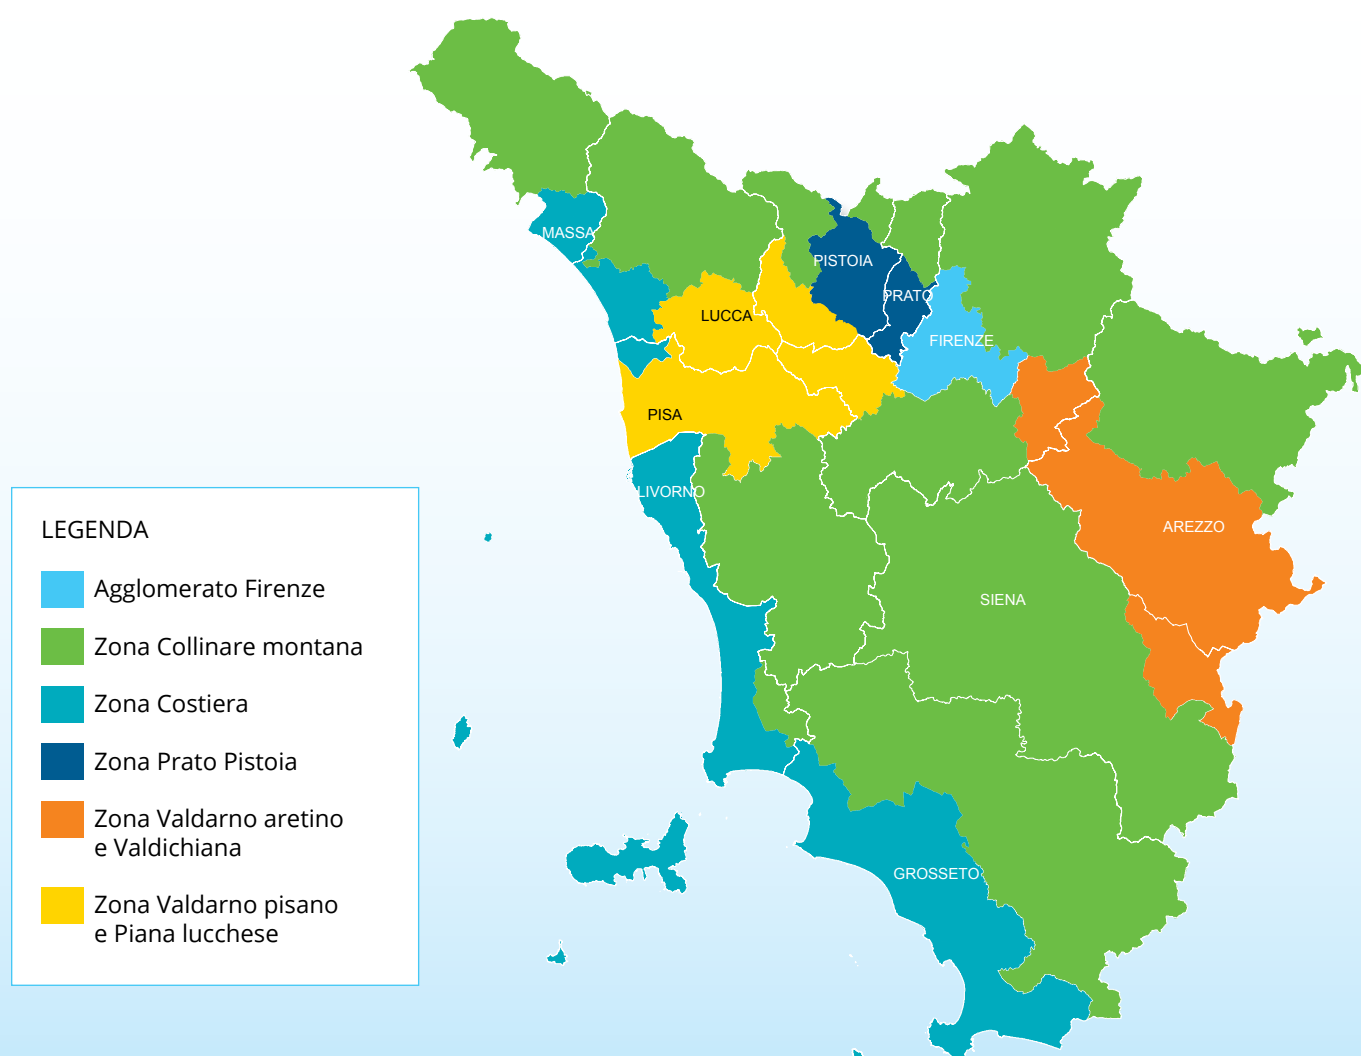 MASSA
PISTOIA
PRATO
LUCCA
FIRENZE
PISA
LIVORNO
AREZZO
SIENA
GROSSETO
LEGENDA
Agglomerato Firenze
Zona Collinare montana
Zona Costiera
Zona Prato Pistoia
Zona Valdarno aretino
e Valdichiana
Zona Valdarno pisano
e Piana lucchese